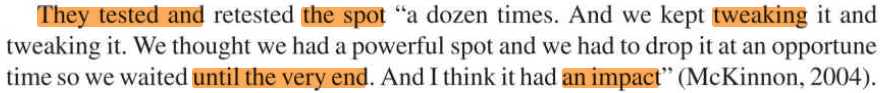 They tested and retested the spot “a dozen times. And we kept tweaking it and
tweaking it. We thought we had a powerful spot and we had to drop it at an opportune
time so we waited until the very end. And I think it had an impact” (McKinnon, 2004).